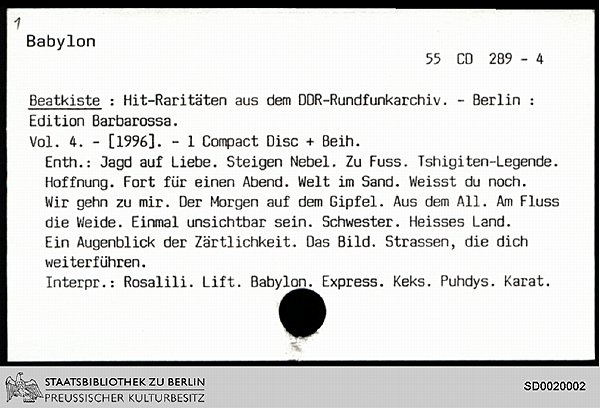 1
Babylon
55 CD 289 - 4
Beatkiste : Hit-Raritäten aus dem DDR-Rundfunkarchiv. - Berlin :
Edition Barbarossa.
Vol. 4. - [1996]. - 1 Compact Disc + Beih.
Enth.: Jagd auf Liebe. Steigen Nebel. Zu Fuss. Tshigiten-Legende.
Hoffnung. Fort für einen Abend. Welt im Sand. Weisst du noch.
Wir gehn zu mir. Der Morgen auf dem Gipfel. Aus dem All. Am Fluss
die Weide. Einmal unsichtbar sein. Schwester. Heisses Land.
Ein Augenblick der Zärtlichkeit. Das Bild. Strassen, die dich
weiterführen.
Interpr.: Rosalili. Lift. Babylon. Express. Keks. Puhdys. Karat.
STAATSBIBLIOTHEK ZU BERLIN
PREUSSISCHER KULTURBESITZ
SD0020002